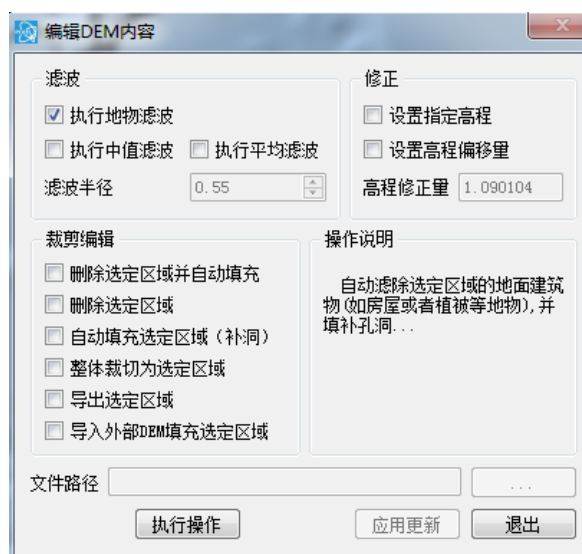 编辑DEM内容
滤波
执行地物滤波
执行中值滤波 执行平均滤波
滤波半径 0.55
修正
设置指定高程
设置高程偏移量
高程修正量 1.090104
裁剪编辑
删除选定区域并自动填充
删除选定区域
自动填充选定区域（补洞）
整体裁切为选定区域
导出选定区域
导入外部DEM填充选定区域
操作说明
自动滤除选定区域的地面建筑
物(如房屋或者植被等地物),并
填补孔洞...
文件路径 ...
执行操作 应用更新 退出